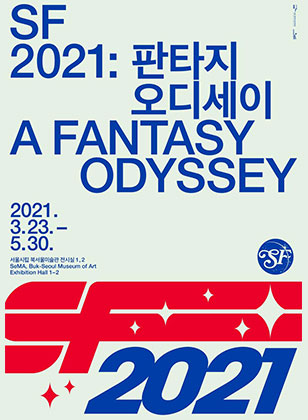 SF
2021: 판타지
오디세이
A FANTASY
ODYSSEY
2021.
3.23.–
5.30.
서울시립 북서울미술관 전시실 1, 2
SeMA, Buk-Seoul Museum of Art
Exhibition Hall 1–2
SF
SF
2021